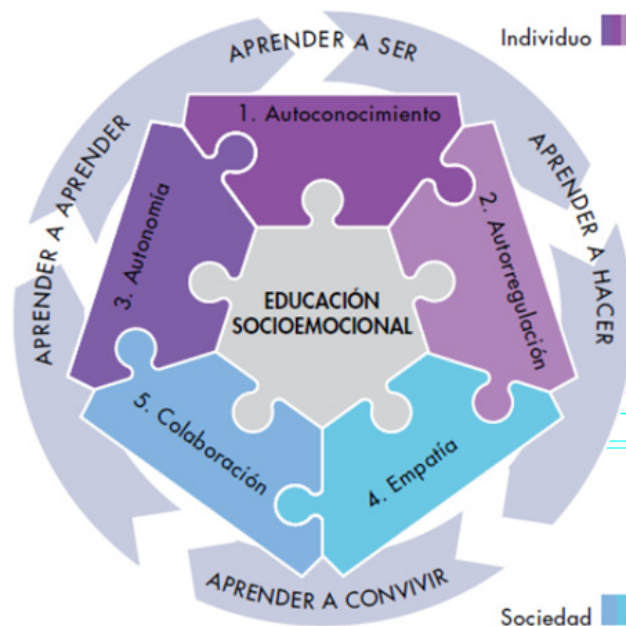 APRENDER A SER
Individuo
1. Autoconocimiento
APRENDER A APRENDER
APRENDER A HACER
2. Autorregulación
3. Autonomía
EDUCACIÓN
SOCIOEMOCIONAL
5. Colaboración
4. Empatía
APRENDER A CONVIVIR
Sociedad